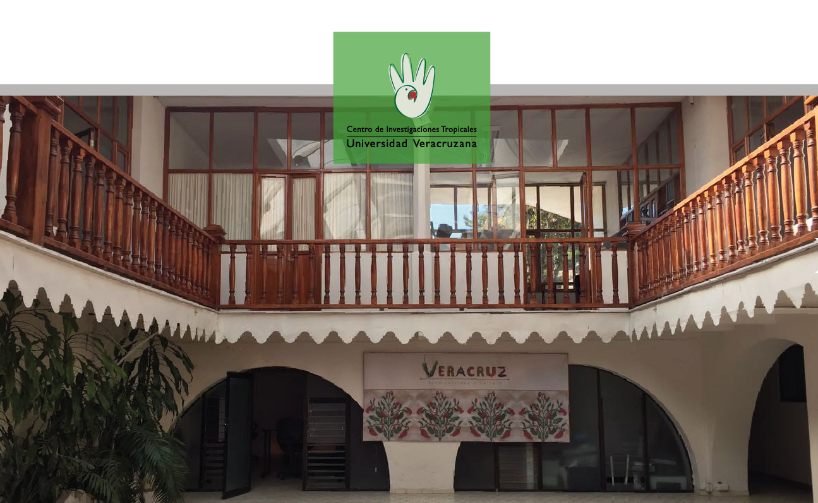 Centro de Investigaciones Tropicales
Universidad Veracruzana
VERACRUZ